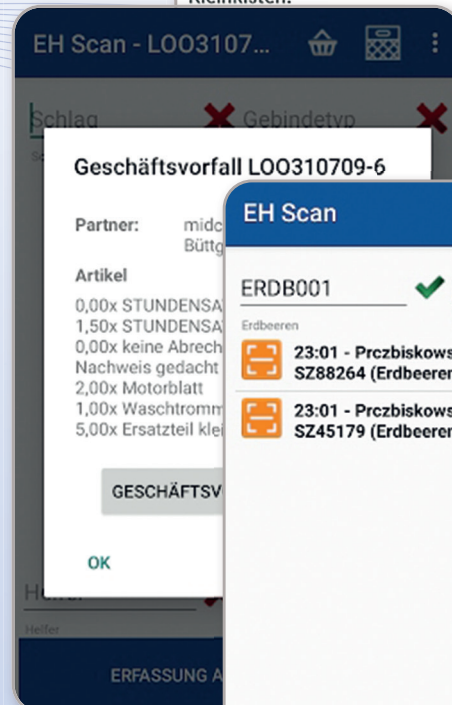 EH Scan - LOO3107...
Schlag
Gebindetyp
Geschäftsvorfall LOO310709-6
Partner: midc
Büttg
Artikel
0,00x STUNDENSA
1,50x STUNDENSA
0,00x keine Abrech
Nachweis gedacht
2,00x Motorblatt
1,00x Waschtromm
5,00x Ersatzteil klei
GESCHÄFTSV
OK
Helfer
ERFASSUNG A
EH Scan
ERDB001
Erdbeeren
23:01 - Prczbiskows
SZ88264 (Erdbeeren
23:01 - Prczbiskows
SZ45179 (Erdbeeren